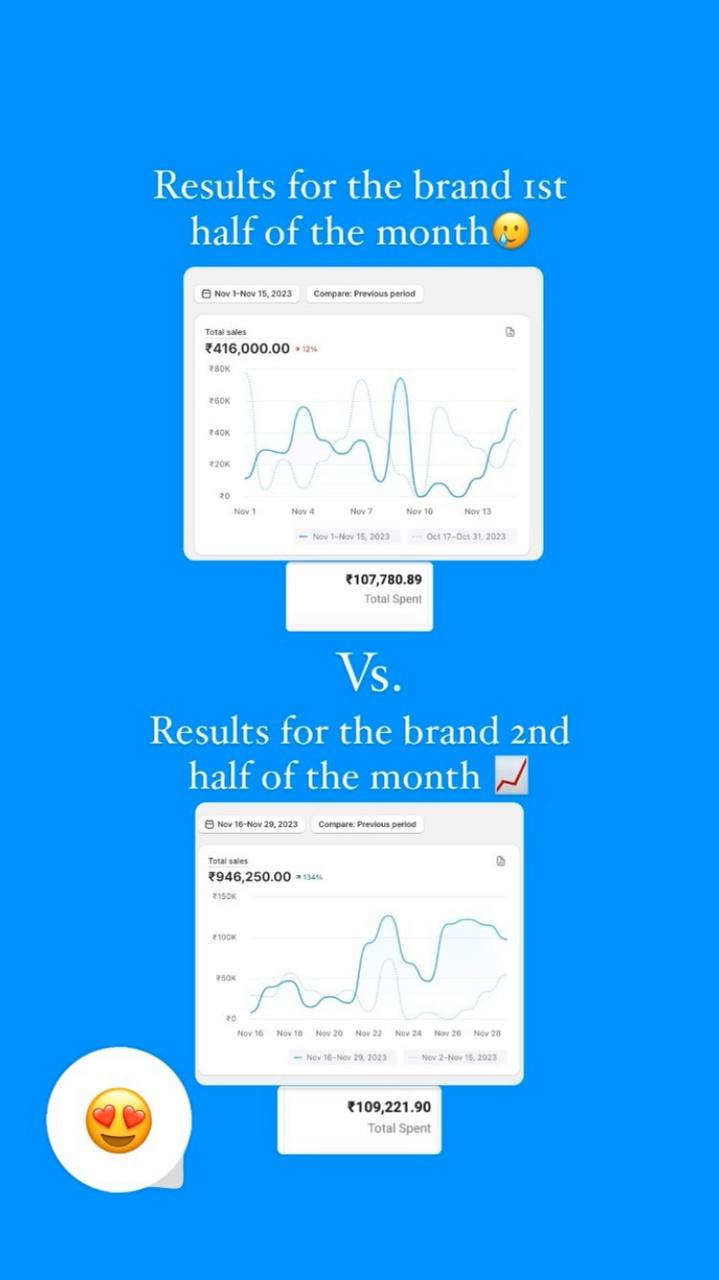 Results for the brand 1st
half of the month🥲
Nov 1–Nov 15, 2023 Compare: Previous period
Total sales
₹416,000.00 12%
₹80K
₹60K
₹40K
₹20K
₹0
Nov 1 Nov 4 Nov 7 Nov 10 Nov 13
Nov 1–Nov 15, 2023 Oct 17–Oct 31, 2023
₹107,780.89
Total Spent
Vs.
Results for the brand 2nd
half of the month 📈
Nov 16–Nov 29, 2023 Compare: Previous period
Total sales
₹946,250.00 134%
₹150K
₹100K
₹50K
₹0
Nov 16 Nov 18 Nov 20 Nov 22 Nov 24 Nov 26 Nov 28
Nov 16–Nov 29, 2023 Nov 2–Nov 15, 2023
₹109,221.90
Total Spent